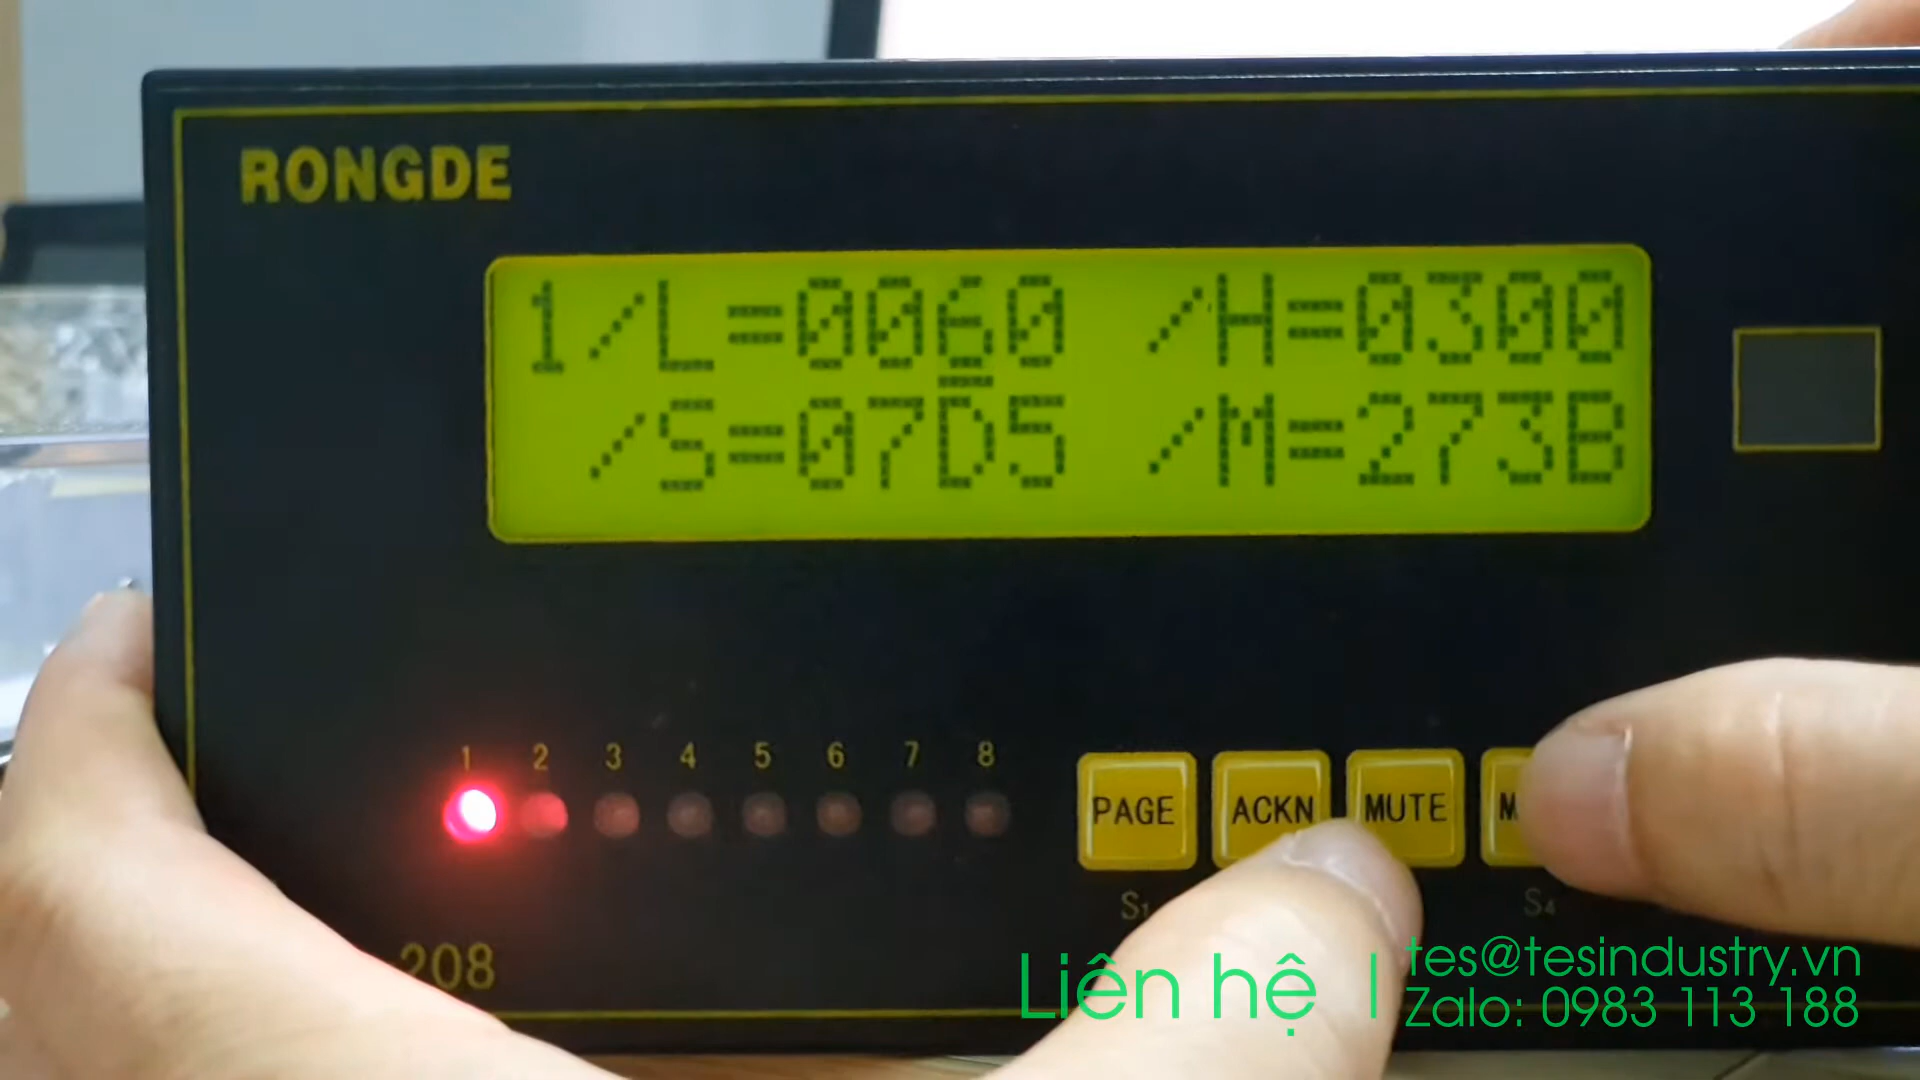 RONGDE
1/L=0060 /H=0300
/S=07D5 /M=273B
1 2 3 4 5 6 7 8
PAGE ACKN MUTE
S1 S4
208
Liên hệ | tes@tesindustry.vn
Zalo: 0983 113 188